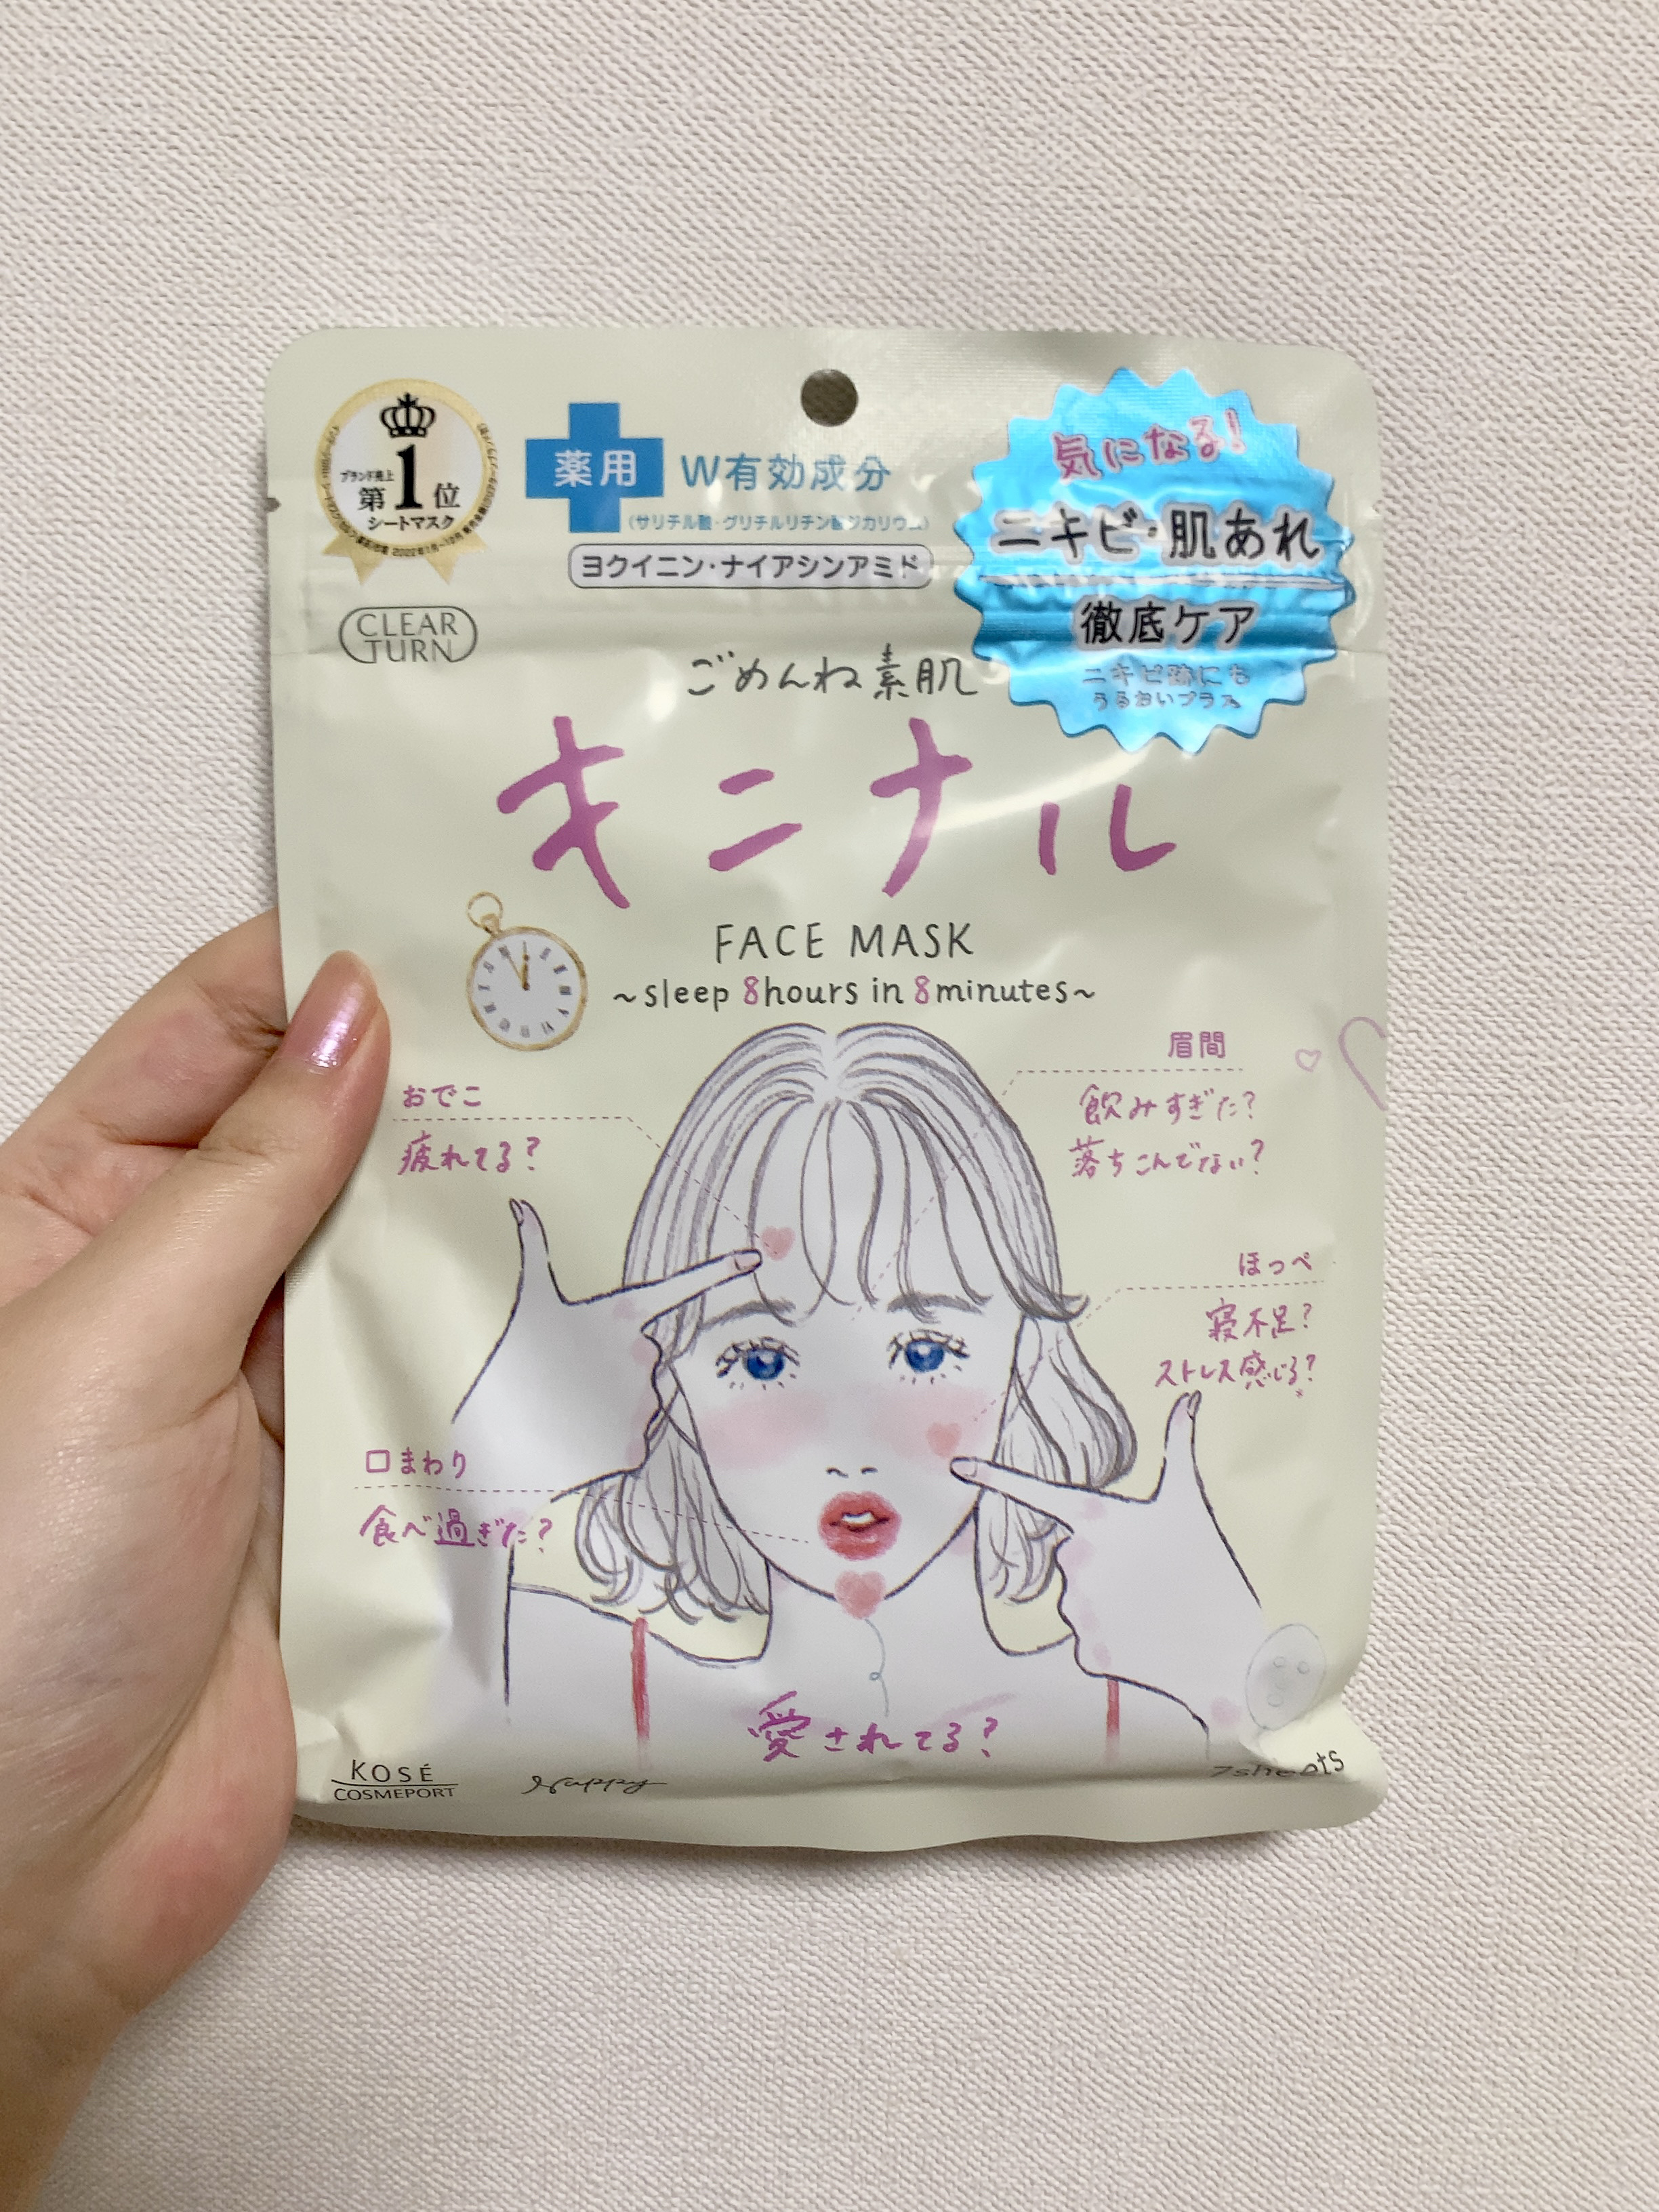 ブランド売上
第1位
シートマスク
薬用
W有効成分
(サリチル酸・グリチルリチン酸ジカリウム)
ヨクイニン・ナイアシンアミド
気になる!
ニキビ・肌あれ
徹底ケア
ニキビ跡にも
うるおいプラス
CLEAR
TURN
ごめんね素肌
キニナル
FACE MASK
~sleep 8hours in 8minutes~
おでこ
疲れてる?
眉間
飲みすぎた?
落ちこんでない?
ほっぺ
寝不足?
ストレス感じる?
口まわり
食べ過ぎた?
愛されてる?
KOSÉ
COSMEPORT
Happy
7sheets